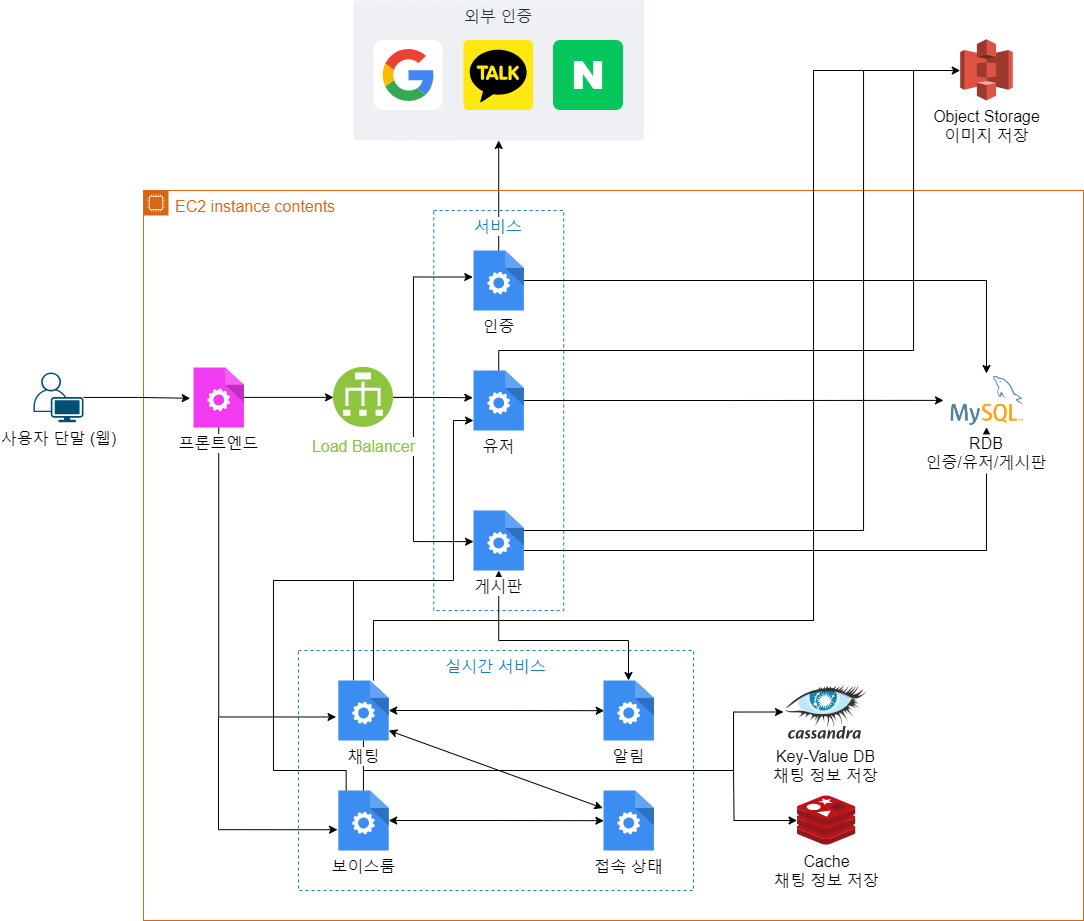 외부 인증
TALK
N
Object Storage
이미지 저장
EC2 instance contents
서비스
인증
사용자 단말 (웹)
프론트엔드
Load Balancer
유저
MySQL
RDB
인증/유저/게시판
게시판
실시간 서비스
채팅
알림
cassandra
Key-Value DB
채팅 정보 저장
보이스룸
접속 상태
Cache
채팅 정보 저장